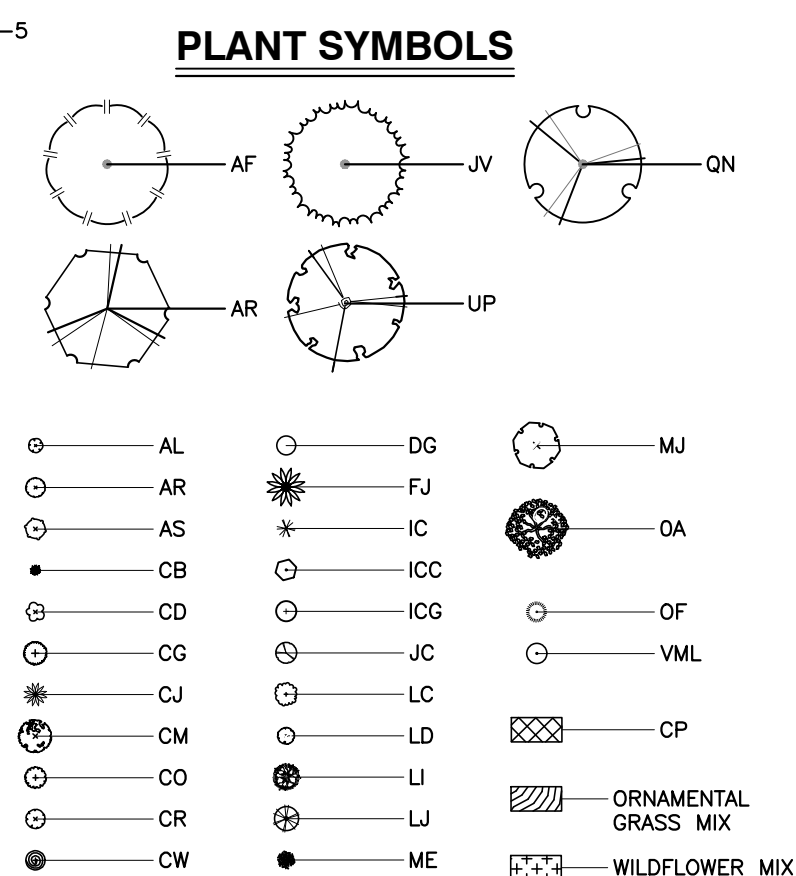 -5
PLANT SYMBOLS
AF
JV
QN
AR
UP
AL
AR
AS
CB
CD
CG
CJ
CM
CO
CR
CW
DG
FJ
IC
ICC
ICG
JC
LC
LD
LI
LJ
ME
MJ
OA
OF
VML
CP
ORNAMENTAL
GRASS MIX
WILDFLOWER MIX